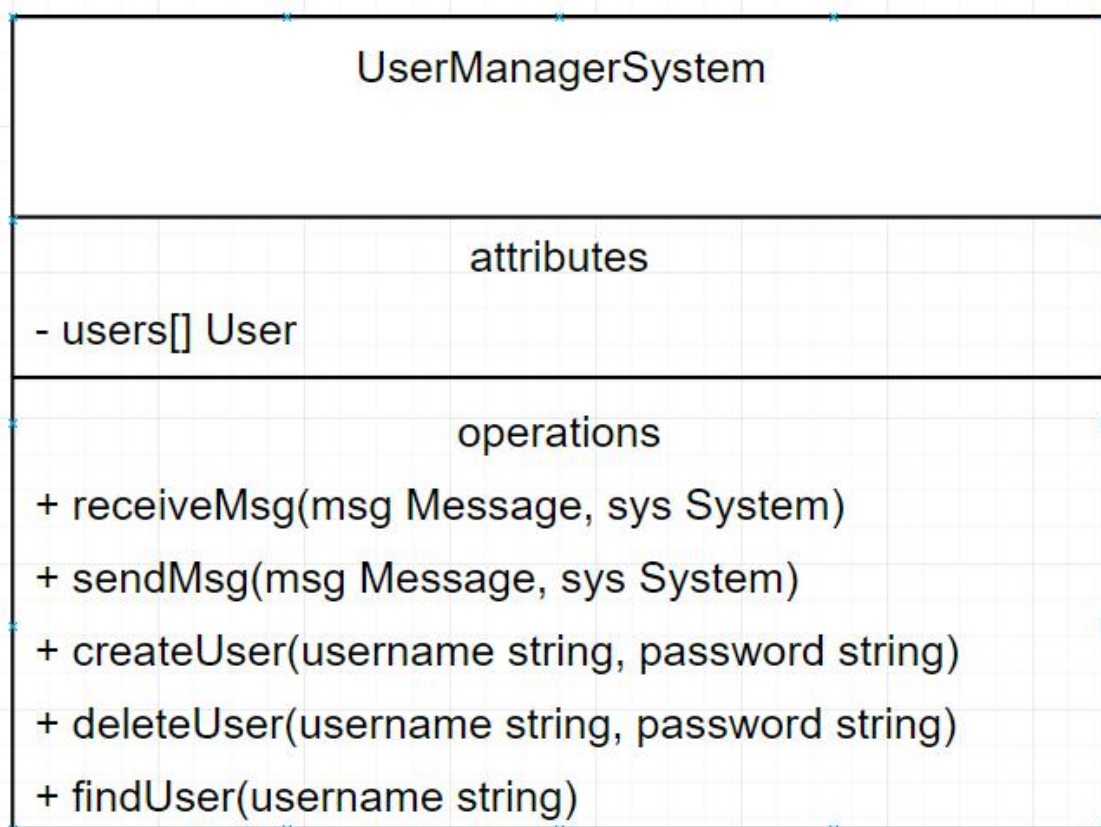 UserManagerSystem
attributes
- users[] User
operations
+ receiveMsg(msg Message, sys System)
+ sendMsg(msg Message, sys System)
+ createUser(username string, password string)
+ deleteUser(username string, password string)
+ findUser(username string)